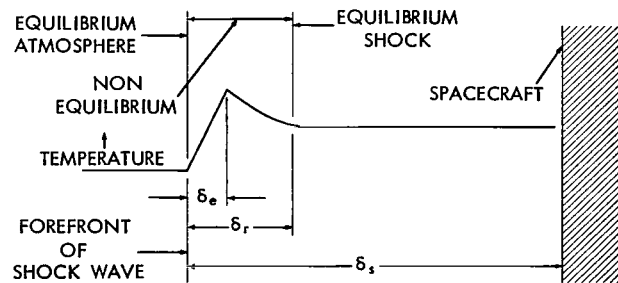 EQUILIBRIUM
ATMOSPHERE
EQUILIBRIUM
SHOCK
NON
EQUILIBRIUM
SPACECRAFT
TEMPERATURE
δe
δr
FOREFRONT
OF
SHOCK WAVE
δs